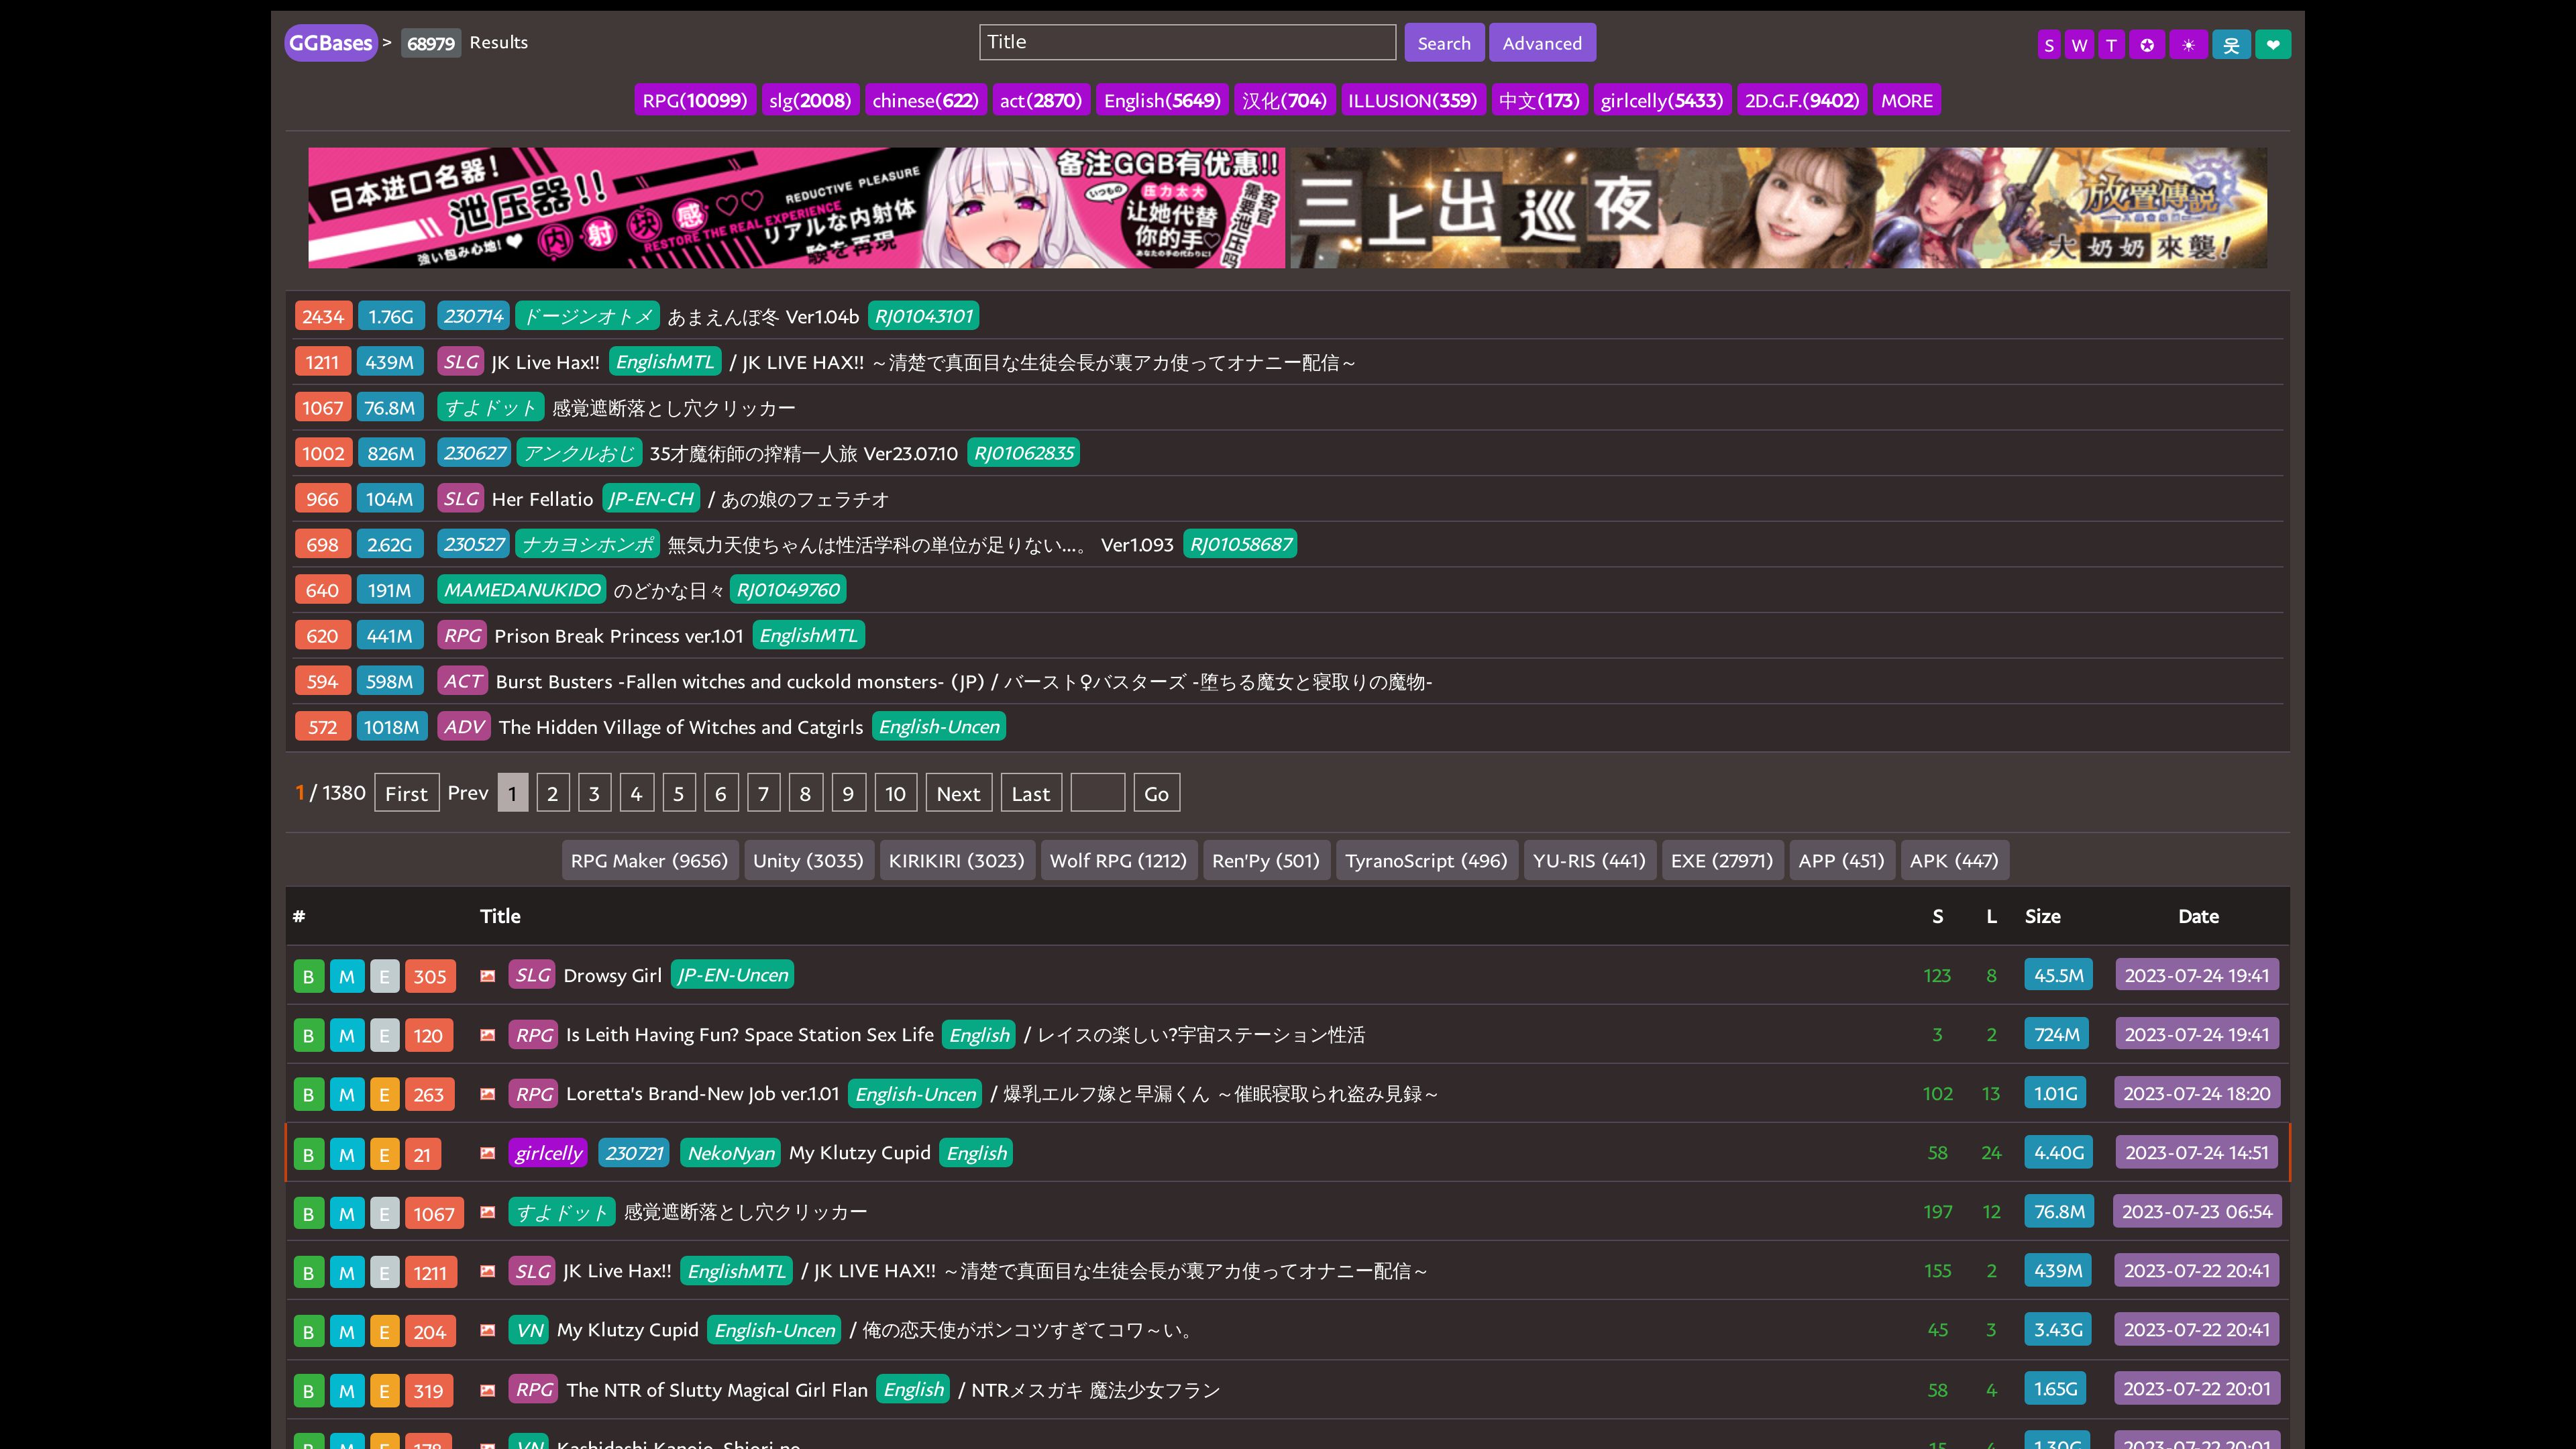 GGBases > 68979 Results Title Search Advanced S W T ✪ ☀ 웃 ❤
RPG(10099) slg(2008) chinese(622) act(2870) English(5649) 汉化(704) ILLUSION(359) 中文(173) girlcelly(5433) 2D.G.F.(9402) MORE
日本进口名器!
泄压器!!
強い包み心地!❤
内射块感♡♡
REDUCTIVE PLEASURE
RESTORE THE REAL EXPERIENCE
リアルな内射体
験を再現
备注GGB有优惠!!
いつもの
压力太大
让她代替
你的手♡
あなたの手の代わりに!
客官
需要泄压吗
三上出巡夜
放置傳說
大奶奶來襲!
2434 1.76G 230714 ドージンオトメ あまえんぼ冬 Ver1.04b RJ01043101
1211 439M SLG JK Live Hax!! EnglishMTL / JK LIVE HAX!! ～清楚で真面目な生徒会長が裏アカ使ってオナニー配信～
1067 76.8M すよドット 感覚遮断落とし穴クリッカー
1002 826M 230627 アンクルおじ 35才魔術師の搾精一人旅 Ver23.07.10 RJ01062835
966 104M SLG Her Fellatio JP-EN-CH / あの娘のフェラチオ
698 2.62G 230527 ナカヨシホンポ 無気力天使ちゃんは性活学科の単位が足りない…。 Ver1.093 RJ01058687
640 191M MAMEDANUKIDO のどかな日々 RJ01049760
620 441M RPG Prison Break Princess ver.1.01 EnglishMTL
594 598M ACT Burst Busters -Fallen witches and cuckold monsters- (JP) / バースト♀バスターズ -堕ちる魔女と寝取りの魔物-
572 1018M ADV The Hidden Village of Witches and Catgirls English-Uncen
1 / 1380 First Prev 1 2 3 4 5 6 7 8 9 10 Next Last Go
RPG Maker (9656) Unity (3035) KIRIKIRI (3023) Wolf RPG (1212) Ren'Py (501) TyranoScript (496) YU-RIS (441) EXE (27971) APP (451) APK (447)
# Title S L Size Date
B M E 305 SLG Drowsy Girl JP-EN-Uncen 123 8 45.5M 2023-07-24 19:41
B M E 120 RPG Is Leith Having Fun? Space Station Sex Life English / レイスの楽しい?宇宙ステーション性活 3 2 724M 2023-07-24 19:41
B M E 263 RPG Loretta's Brand-New Job ver.1.01 English-Uncen / 爆乳エルフ嫁と早漏くん ～催眠寝取られ盗み見録～ 102 13 1.01G 2023-07-24 18:20
B M E 21 girlcelly 230721 NekoNyan My Klutzy Cupid English 58 24 4.40G 2023-07-24 14:51
B M E 1067 すよドット 感覚遮断落とし穴クリッカー 197 12 76.8M 2023-07-23 06:54
B M E 1211 SLG JK Live Hax!! EnglishMTL / JK LIVE HAX!! ～清楚で真面目な生徒会長が裏アカ使ってオナニー配信～ 155 2 439M 2023-07-22 20:41
B M E 204 VN My Klutzy Cupid English-Uncen / 俺の恋天使がポンコツすぎてコワ～い。 45 3 3.43G 2023-07-22 20:41
B M E 319 RPG The NTR of Slutty Magical Girl Flan English / NTRメスガキ 魔法少女フラン 58 4 1.65G 2023-07-22 20:01
B M E 178 VN Kashidashi Kanojo, Shiori no 15 4 1.30G 2023-07-22 20:01